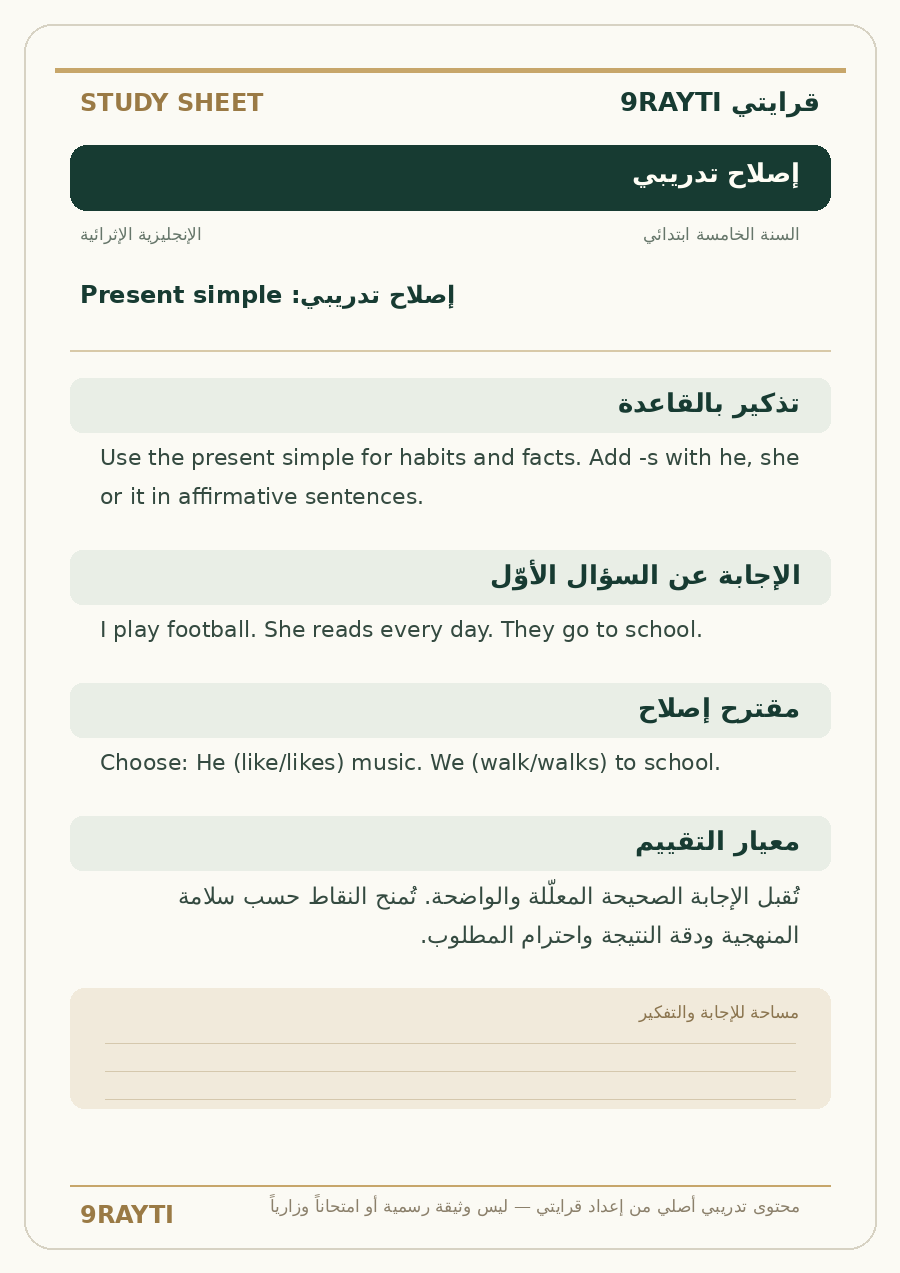 قرايتي 9RAYTI
STUDY SHEET
إصلاح تدريبي
السنة الخامسة ابتدائي
الإنجليزية الإثرائية
إصلاح تدريبي: Present simple
تذكير بالقاعدة
Use the present simple for habits and facts. Add -s with he, she
or it in affirmative sentences.
الإجابة عن السؤال الأوّل
I play football. She reads every day. They go to school.
مقترح إصلاح
Choose: He (like/likes) music. We (walk/walks) to school.
معيار التقييم
تُقبل الإجابة الصحيحة المعلّلة والواضحة. تُمنح النقاط حسب سلامة
المنهجية ودقة النتيجة واحترام المطلوب.
مساحة للإجابة والتفكير
محتوى تدريبي أصلي من إعداد قرايتي — ليس وثيقة رسمية أو امتحاناً وزارياً
9RAYTI